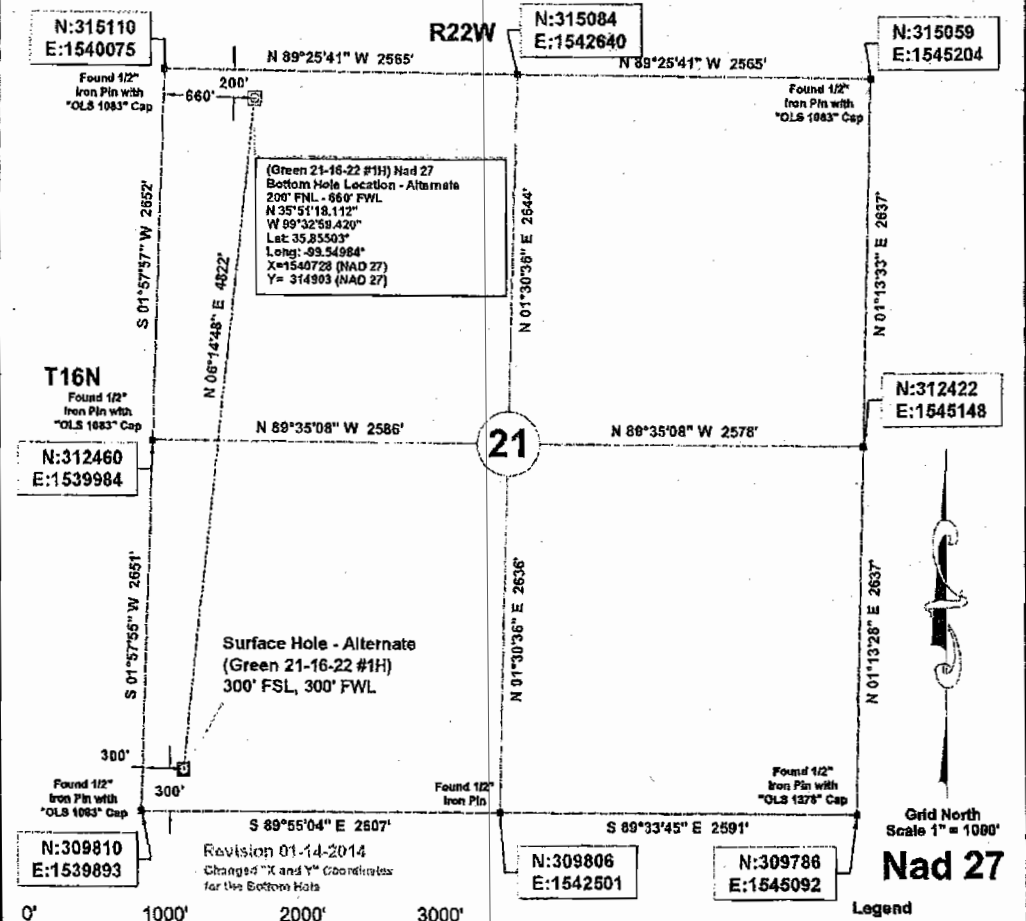 N:315110
E:1540075
R22W
N:315084
E:1542640
N:315059
E:1545204
N 89°25'41" W 2565'
N 89°25'41" W 2565'
Found 1/2"
Iron Pin with
"OLS 1083" Cap
200'
660'
Found 1/2"
Iron Pin with
"OLS 1083" Cap
(Green 21-16-22 #1H) Nad 27
Bottom Hole Location - Alternate
200' FNL - 660' FWL
N 35°51'18.112"
W 99°32'59.420"
Lat: 35.85503°
Long: -99.54984°
X=1540728 (NAD 27)
Y= 314903 (NAD 27)
S 01°57'57" W 2652'
N 06°14'48" E 4822'
N 01°30'36" E 2644'
N 01°13'33" E 2637'
T16N
Found 1/2"
Iron Pin with
"OLS 1083" Cap
N:312460
E:1539984
N 89°35'08" W 2586'
21
N 89°35'08" W 2578'
N:312422
E:1545148
S 01°57'55" W 2651'
N 01°30'36" E 2636'
N 01°13'28" E 2637'
Surface Hole - Alternate
(Green 21-16-22 #1H)
300' FSL, 300' FWL
300'
300'
Found 1/2"
Iron Pin with
"OLS 1083" Cap
Found 1/2"
Iron Pin
Found 1/2"
Iron Pin with
"OLS 1378" Cap
S 89°55'04" E 2607'
S 89°33'45" E 2591'
N:309810
E:1539893
Revision 01-14-2014
Changed "X and Y" Coordinates
for the Bottom Hole
N:309806
E:1542501
N:309786
E:1545092
Grid North
Scale 1" = 1000'
Nad 27
Legend
0' 1000' 2000' 3000'